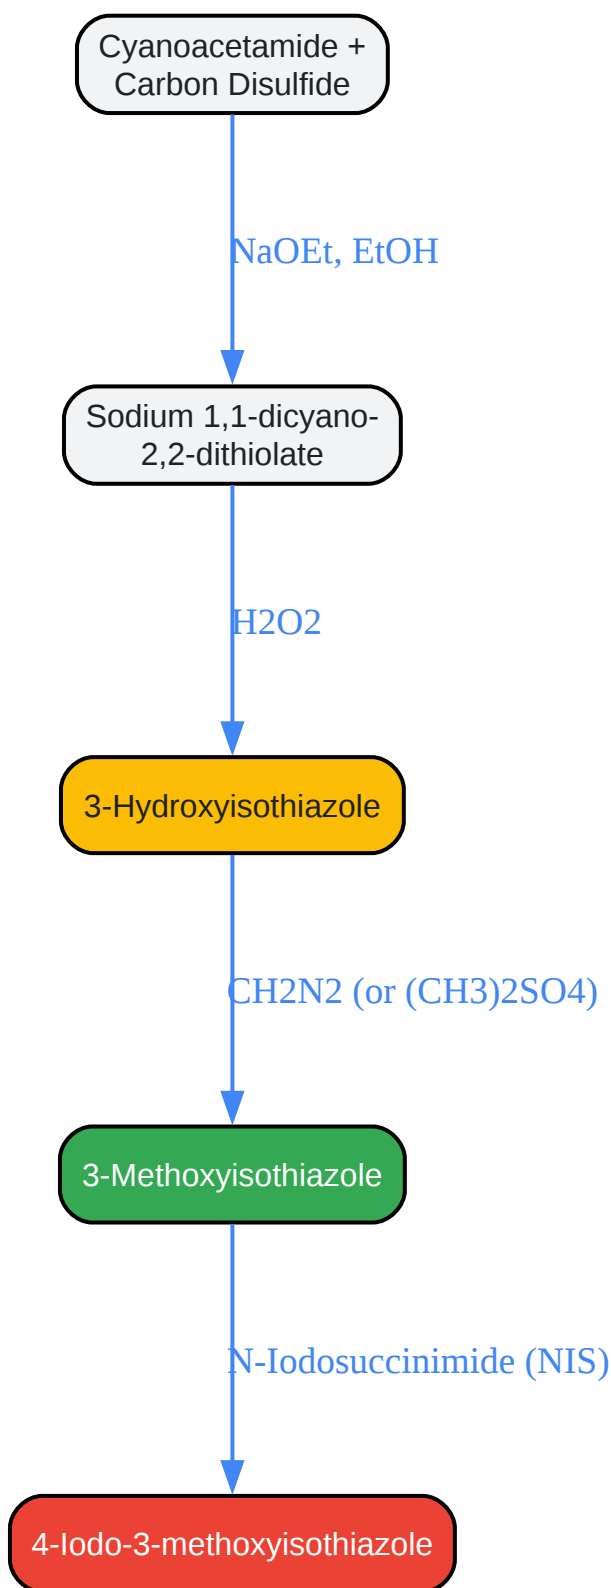 Cyanoacetamide +
Carbon Disulfide
NaOEt, EtOH
Sodium 1,1-dicyano-
2,2-dithiolate
H2O2
3-Hydroxyisothiazole
CH2N2 (or (CH3)2SO4)
3-Methoxyisothiazole
N-Iodosuccinimide (NIS)
4-Iodo-3-methoxyisothiazole